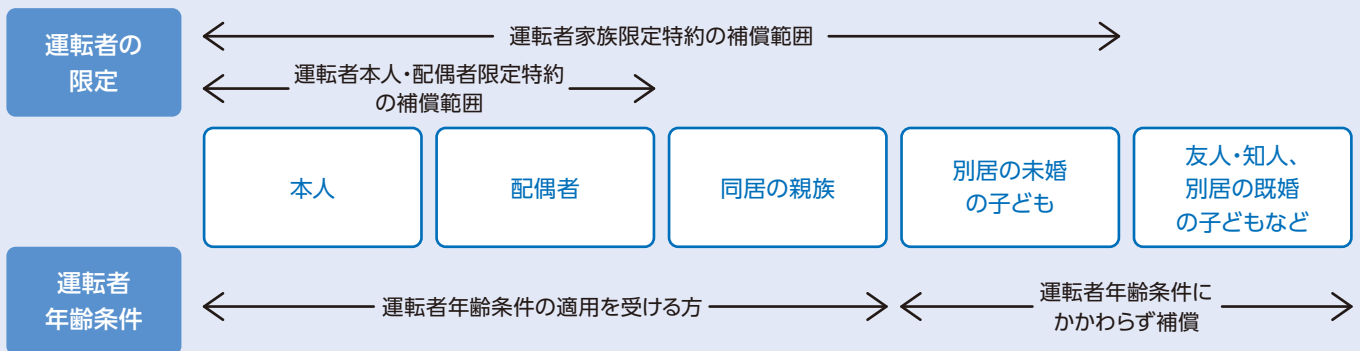 運転者の
限定
運転者家族限定特約の補償範囲
運転者本人・配偶者限定特約
の補償範囲
本人
配偶者
同居の親族
別居の未婚
の子ども
友人・知人、
別居の既婚
の子どもなど
運転者
年齢条件
運転者年齢条件の適用を受ける方
運転者年齢条件に
かかわらず補償